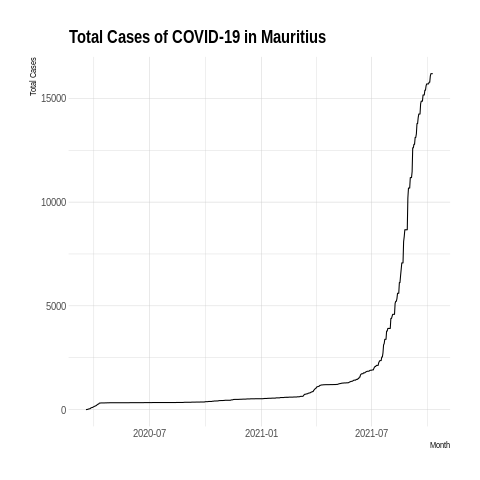 Total Cases of COVID-19 in Mauritius
Total Cases
15000
10000
5000
0
2020-07
2021-01
2021-07
Month